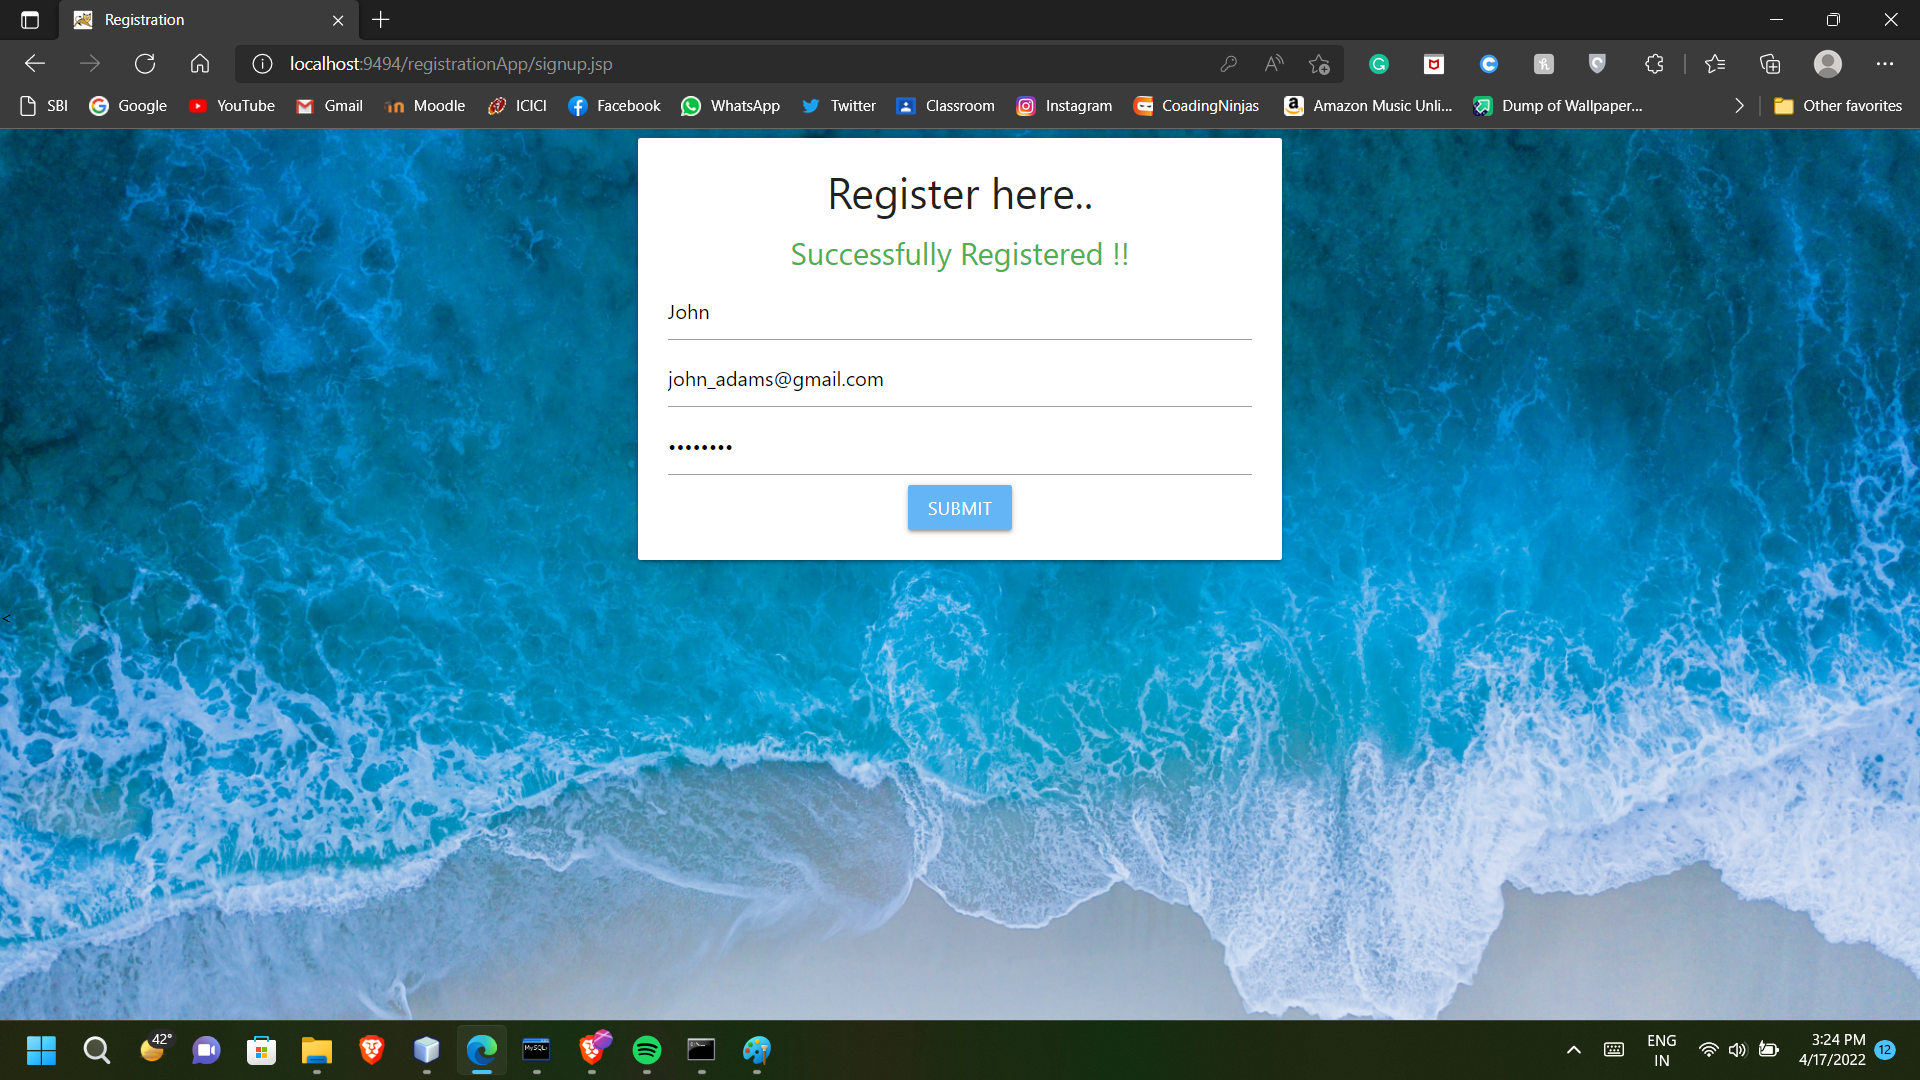 Registration
localhost:9494/registrationApp/signup.jsp
SBI Google YouTube Gmail Moodle ICICI Facebook WhatsApp Twitter Classroom Instagram CoadingNinjas Amazon Music Unli... Dump of Wallpaper... Other favorites
Register here..
Successfully Registered !!
John
john_adams@gmail.com
••••••••
SUBMIT
<
42°
MySQL
ENG
IN
3:24 PM
4/17/2022
12